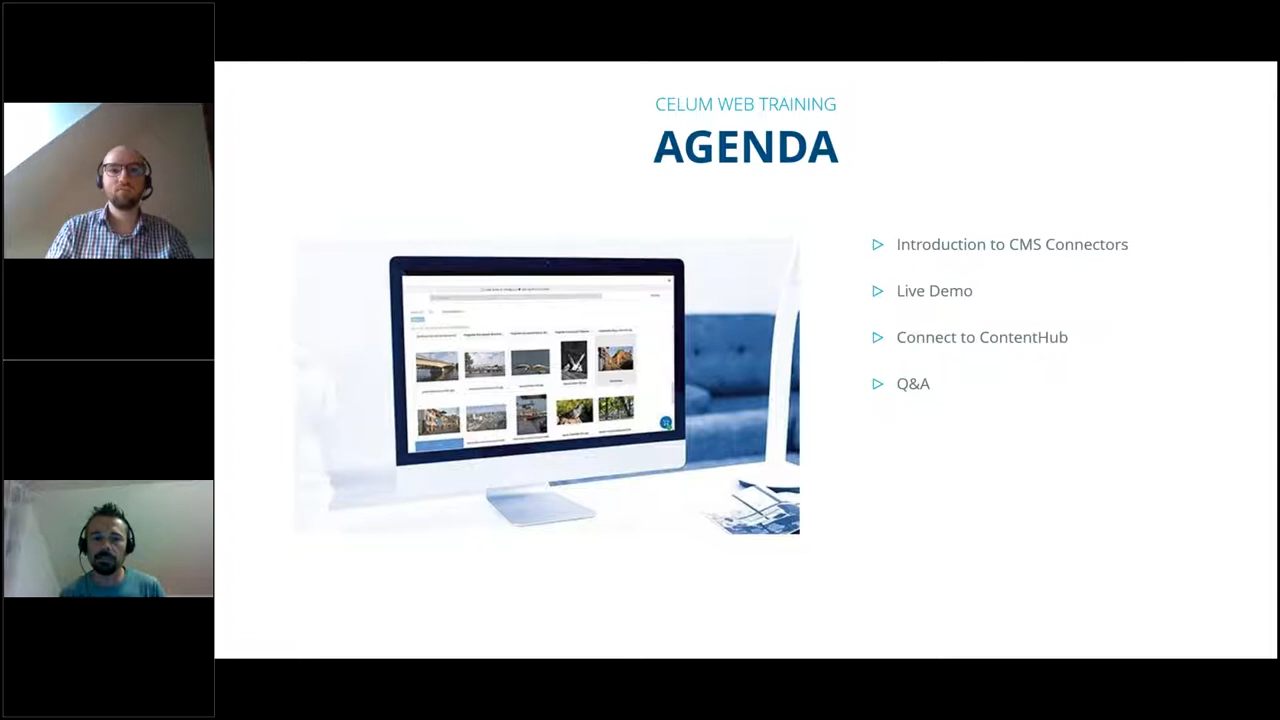 CELUM WEB TRAINING
AGENDA
Introduction to CMS Connectors
Live Demo
Connect to ContentHub
Q&A